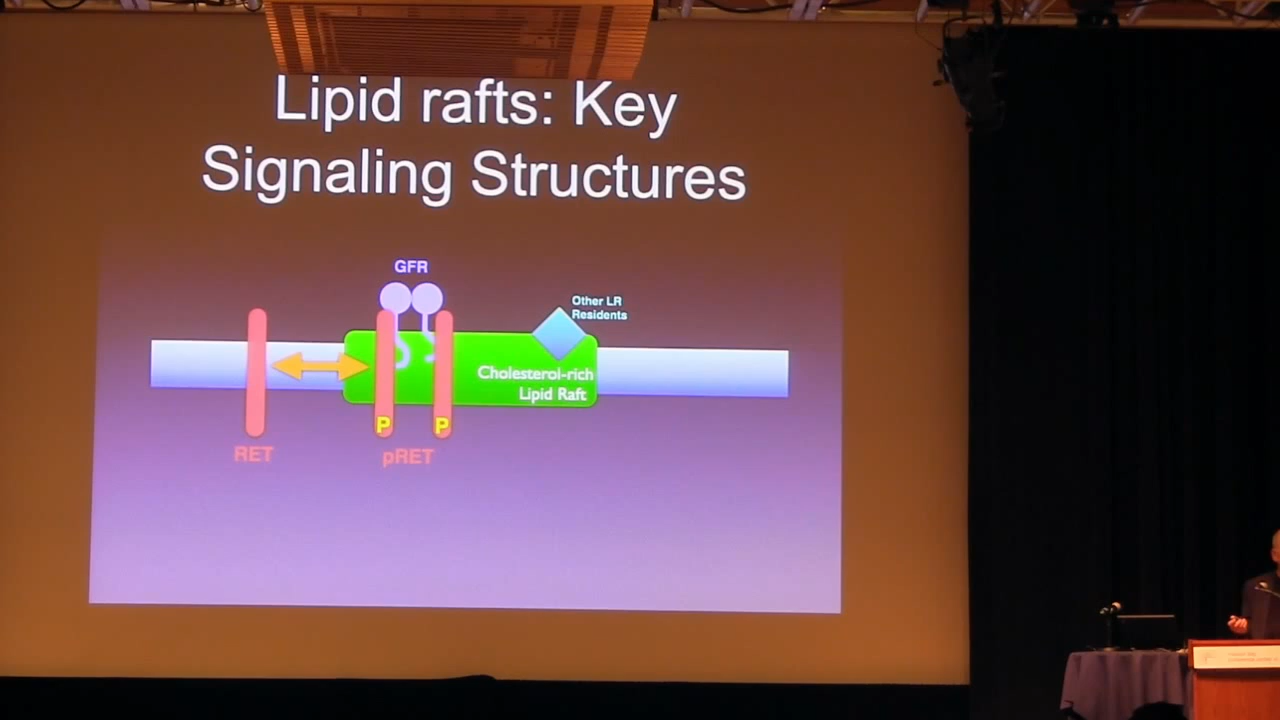 Lipid rafts: Key
Signaling Structures
GFR
Other LR
Residents
Cholesterol-rich
Lipid Raft
P
P
RET
pRET